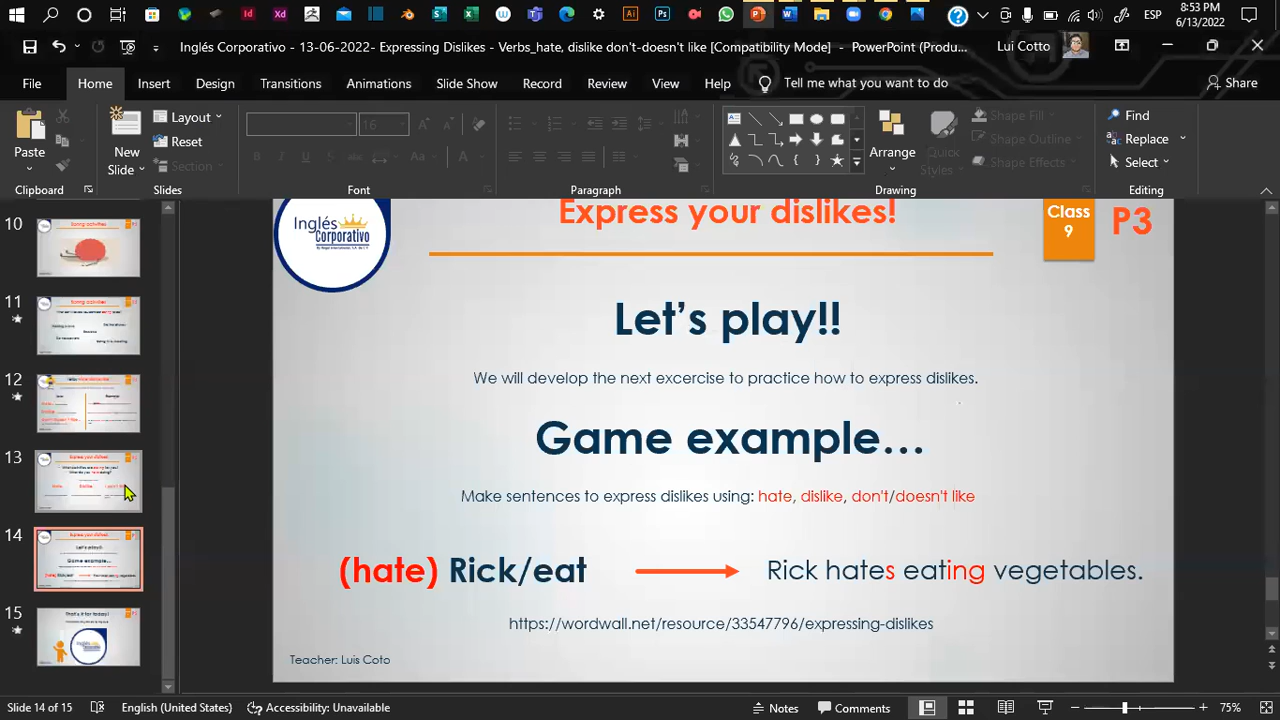 8:53 PM
ESP
6/13/2022
Inglés Corporativo - 13-06-2022- Expressing Dislikes - Verbs_hate, dislike don't-doesn't like [Compatibility Mode] - PowerPoint (Produ...
Lui Cotto
File Home Insert Design Slide Show Transitions Animations Record Review View Help Tell me what you want to do Share
Paste
New Slide
Layout
Reset
Section
16
Arrange
Quick Styles
Shape Fill
Shape Outline
Shape Effects
Find
Replace
Select
Clipboard Slides Font Paragraph Drawing Editing
10
11
12
13
14
15
That's it for today!
Inglés
Corporativo
Express your dislikes!
Class 9
P3
Let's play!!
We will develop the next excercise to practice how to express dislikes.
Game example...
Make sentences to express dislikes using: hate, dislike, don't/doesn't like
(hate) Rick/eat
Rick hates eating vegetables.
https://wordwall.net/resource/33547796/expressing-dislikes
Teacher: Luis Coto
Slide 14 of 15 English (United States) Accessibility: Unavailable Notes Comments 75%